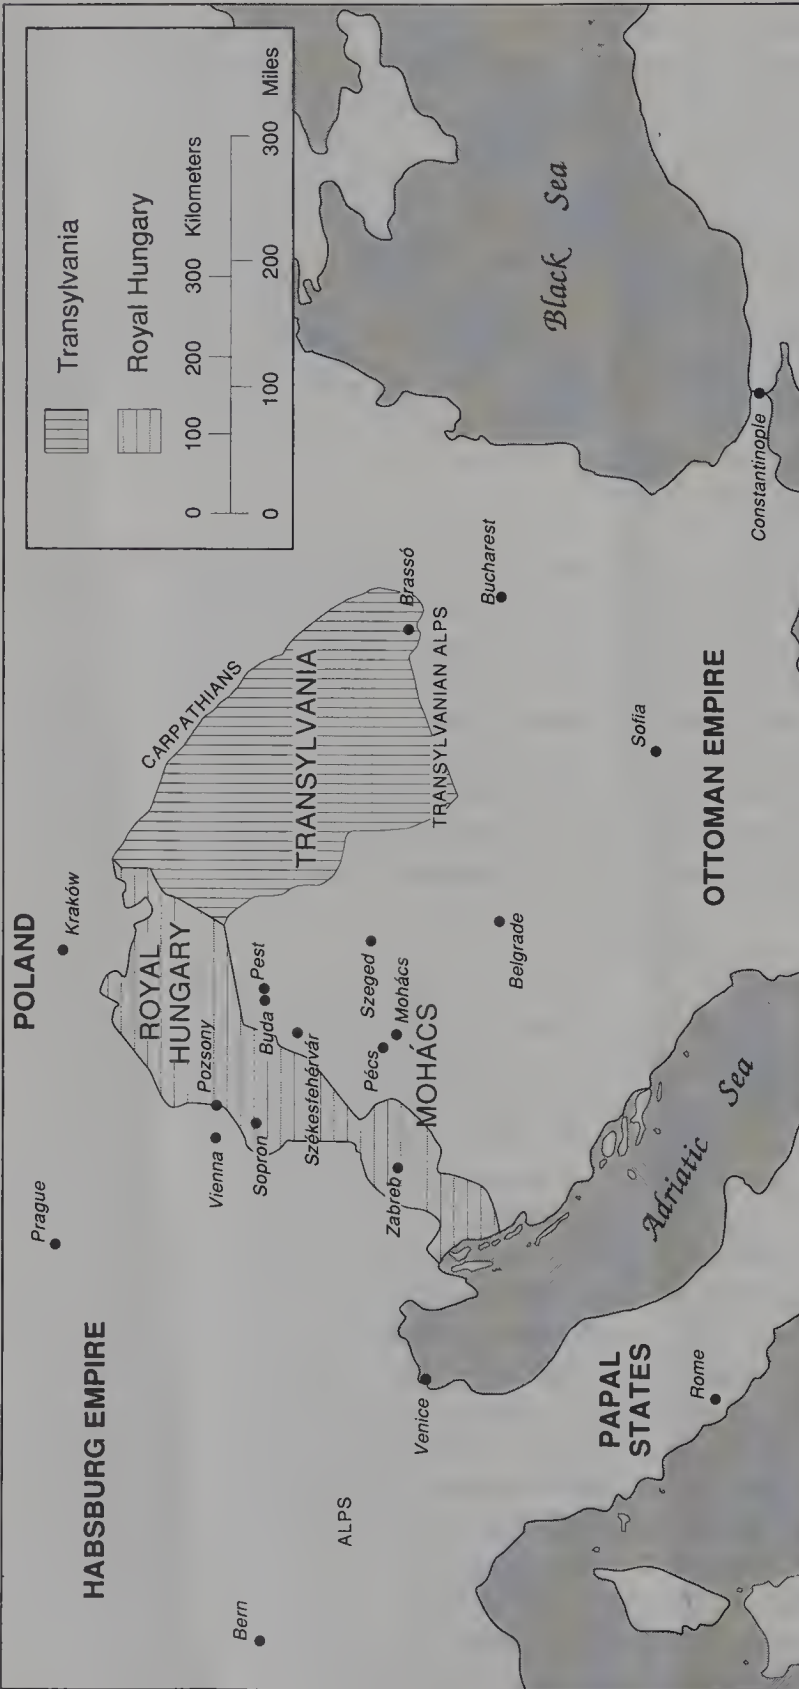 Transylvania
Royal Hungary
0 100 200 300 Kilometers
0 100 200 300 Miles
HABSBURG EMPIRE
Prague
POLAND
Kraków
CARPATHIANS
Bern
Vienna
Pozsony
ROYAL
HUNGARY
Sopron
Buda
Pest
Székesfehérvár
TRANSYLVANIA
ALPS
Szeged
Pécs
Mohács
MOHÁCS
Zabreb
Brassó
TRANSYLVANIAN ALPS
Venice
Belgrade
Bucharest
Black Sea
PAPAL
STATES
Rome
Adriatic Sea
Sofia
OTTOMAN EMPIRE
Constantinople